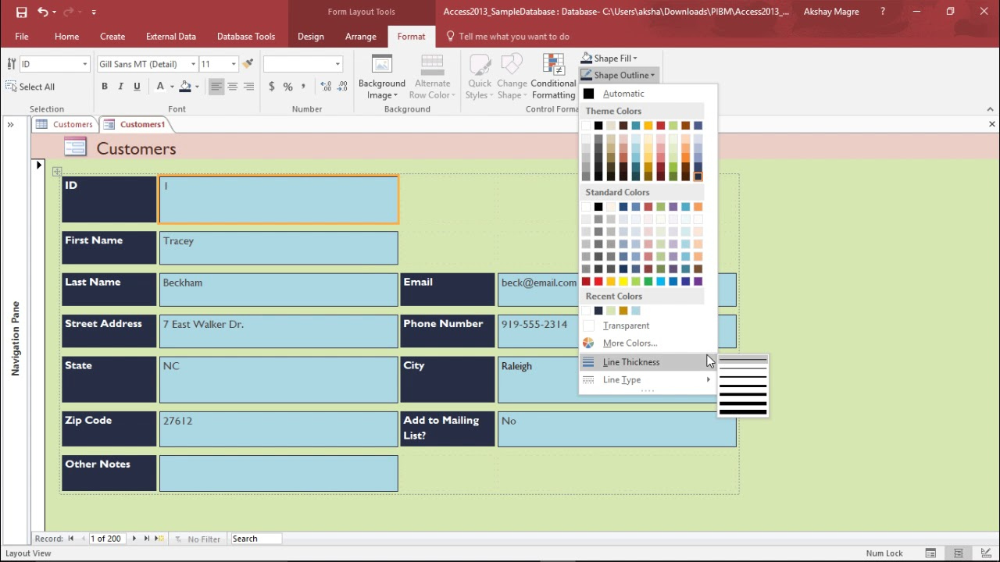 Form Layout Tools
Access2013_SampleDatabase : Database- C:\Users\aksha\Downloads\PIBM\Access2013_...
Akshay Magre
?
File
Home
Create
External Data
Database Tools
Design
Arrange
Format
Tell me what you want to do
ID
Select All
Selection
Gill Sans MT (Detail)
11
B I U A
Font
$ % ,
Number
Background Image
Alternate Row Color
Background
Quick Styles
Change Shape
Conditional Formatting
Shape Fill
Shape Outline
Control Forma
Automatic
Theme Colors
Standard Colors
Recent Colors
Transparent
More Colors...
Line Thickness
Line Type
Customers
Customers1
Navigation Pane
Customers
ID
1
First Name
Tracey
Last Name
Beckham
Email
beck@email.com
Street Address
7 East Walker Dr.
Phone Number
919-555-2314
State
NC
City
Raleigh
Zip Code
27612
Add to Mailing
List?
No
Other Notes
Record:
1 of 200
No Filter
Search
Layout View
Num Lock